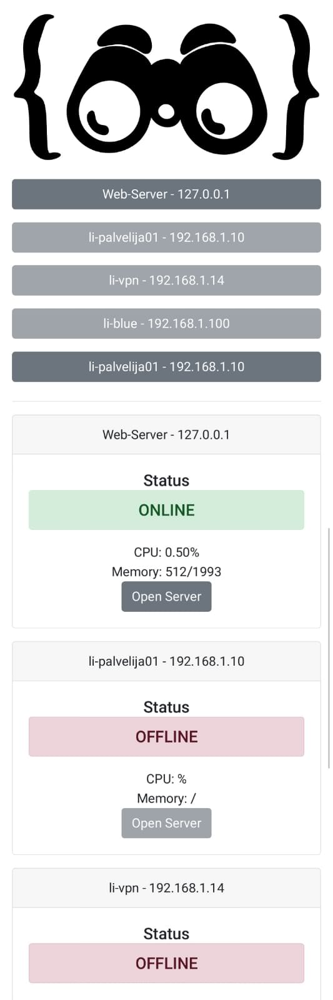 Web-Server - 127.0.0.1
li-palvelija01 - 192.168.1.10
li-vpn - 192.168.1.14
li-blue - 192.168.1.100
li-palvelija01 - 192.168.1.10
Web-Server - 127.0.0.1
Status
ONLINE
CPU: 0.50%
Memory: 512/1993
Open Server
li-palvelija01 - 192.168.1.10
Status
OFFLINE
CPU: %
Memory: /
Open Server
li-vpn - 192.168.1.14
Status
OFFLINE